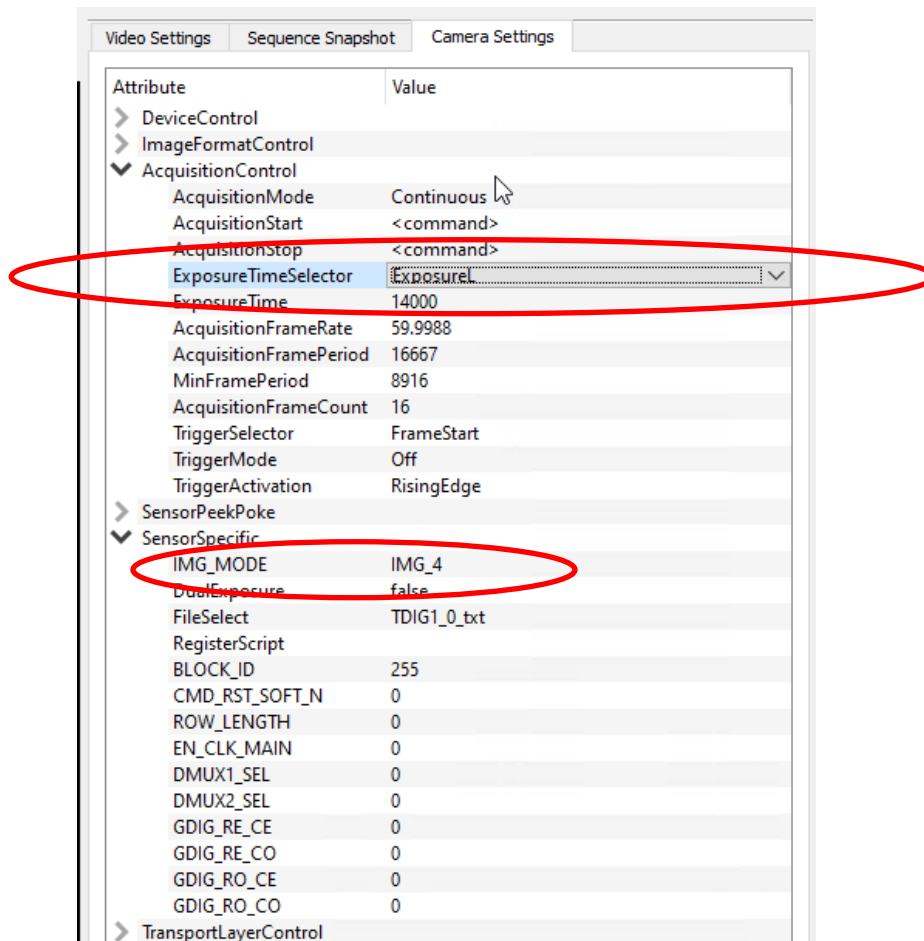 Video Settings Sequence Snapshot Camera Settings
Attribute Value
DeviceControl
ImageFormatControl
AcquisitionControl
AcquisitionMode Continuous
AcquisitionStart <command>
AcquisitionStop <command>
ExposureTimeSelector ExposureL
ExposureTime 14000
AcquisitionFrameRate 59.9988
AcquisitionFramePeriod 16667
MinFramePeriod 8916
AcquisitionFrameCount 16
TriggerSelector FrameStart
TriggerMode Off
TriggerActivation RisingEdge
SensorPeekPoke
SensorSpecific
IMG_MODE IMG_4
DualExposure false
FileSelect TDIG1_0_txt
RegisterScript
BLOCK_ID 255
CMD_RST_SOFT_N 0
ROW_LENGTH 0
EN_CLK_MAIN 0
DMUX1_SEL 0
DMUX2_SEL 0
GDIG_RE_CE 0
GDIG_RE_CO 0
GDIG_RO_CE 0
GDIG_RO_CO 0
TransportLayerControl